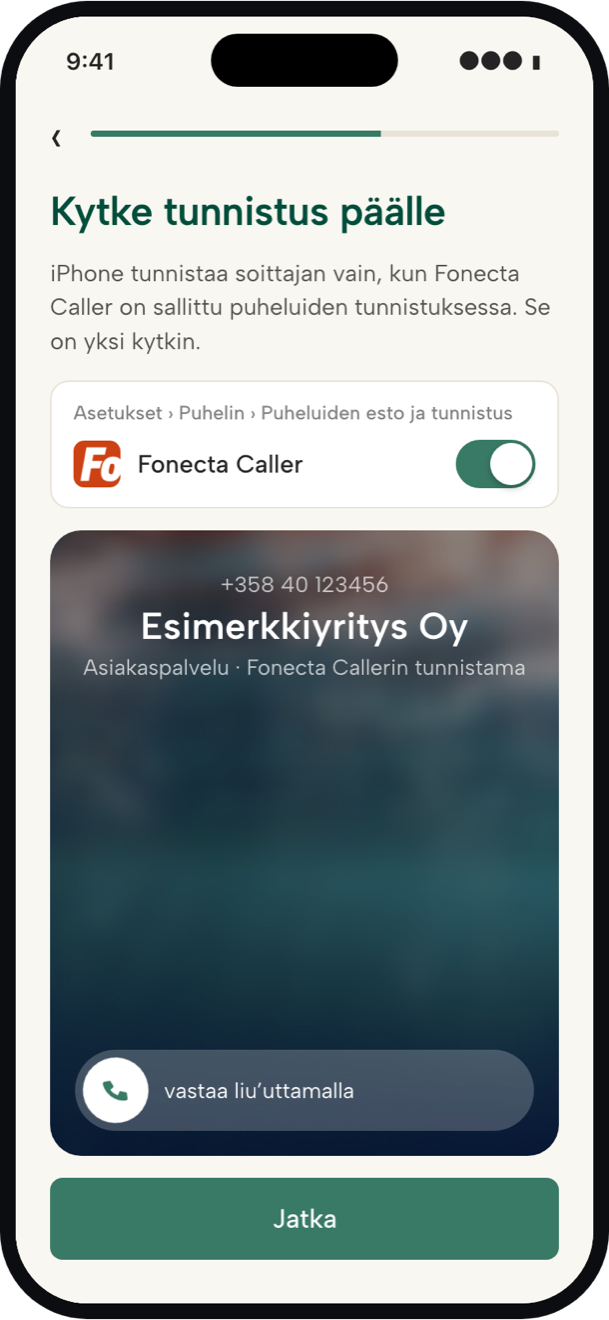 9:41
Kytke tunnistus päälle
iPhone tunnistaa soittajan vain, kun Fonecta
Caller on sallittu puheluiden tunnistuksessa. Se
on yksi kytkin.
Asetukset › Puhelin › Puheluiden esto ja tunnistus
Fo
Fonecta Caller
+358 40 123456
Esimerkkiyritys Oy
Asiakaspalvelu · Fonecta Callerin tunnistama
vastaa liu’uttamalla
Jatka